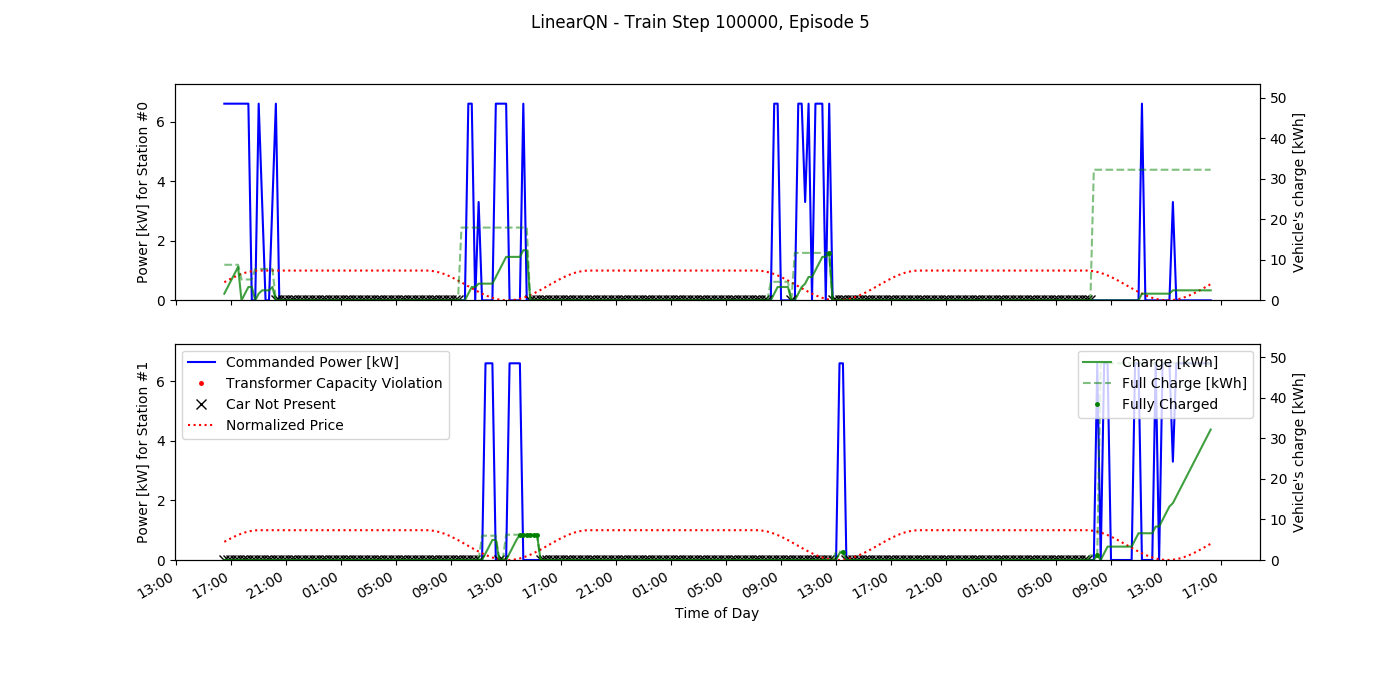 LinearQN - Train Step 100000, Episode 5
Power [kW] for Station #0
6
4
2
0
50
40
30
20
10
0
Vehicle's charge [kWh]
Power [kW] for Station #1
6
4
2
0
Commanded Power [kW]
Transformer Capacity Violation
Car Not Present
Normalized Price
Charge [kWh]
Full Charge [kWh]
Fully Charged
50
40
30
20
10
0
Vehicle's charge [kWh]
13:00 17:00 21:00 01:00 05:00 09:00 13:00 17:00 21:00 01:00 05:00 09:00 13:00 17:00 21:00 01:00 05:00 09:00 13:00 17:00
Time of Day